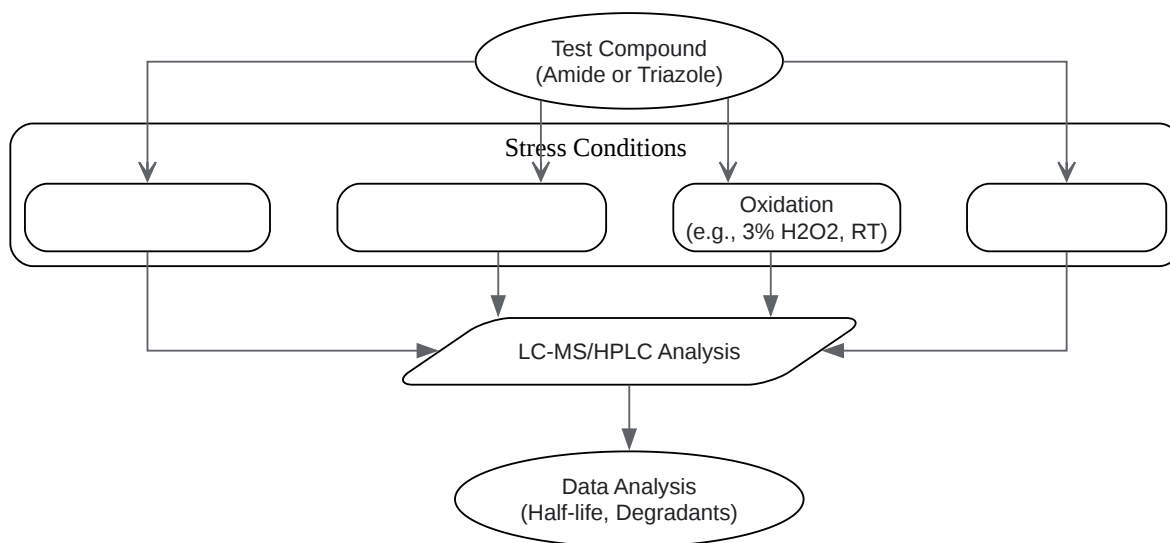 Test Compound
(Amide or Triazole)
Stress Conditions
Oxidation
(e.g., 3% H2O2, RT)
LC-MS/HPLC Analysis
Data Analysis
(Half-life, Degradants)